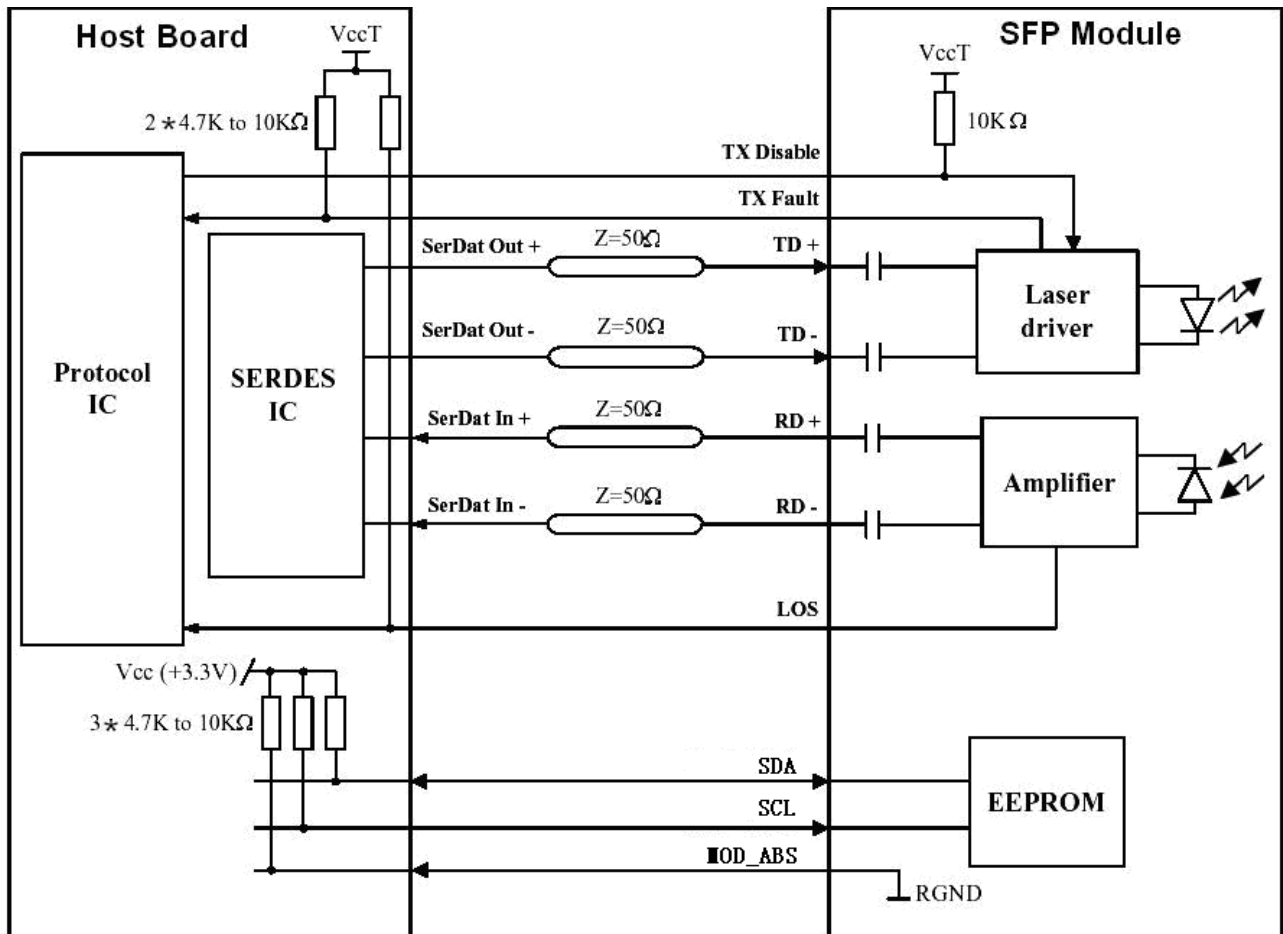 Host Board
SFP Module
VccT
VccT
2*4.7K to 10KΩ
10KΩ
TX Disable
TX Fault
SerDat Out +
Z=50Ω
TD +
SerDat Out -
Z=50Ω
TD -
Laser
driver
Protocol
IC
SERDES
IC
SerDat In +
Z=50Ω
RD +
SerDat In -
Z=50Ω
RD -
Amplifier
LOS
Vcc (+3.3V)
3*4.7K to 10KΩ
SDA
SCL
MOD_ABS
EEPROM
RGND